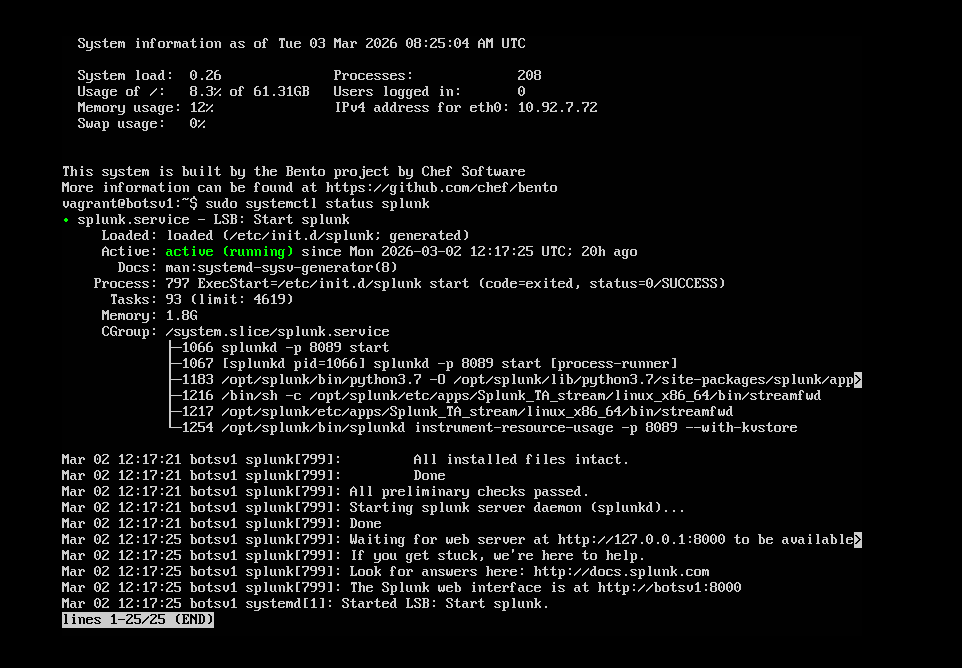 System information as of Tue 03 Mar 2026 08:25:04 AM UTC
System load:  0.26               Processes:             208
Usage of /:   8.3% of 61.31GB   Users logged in:       0
Memory usage: 12%               IPv4 address for eth0: 10.92.7.72
Swap usage:   0%
This system is built by the Bento project by Chef Software
More information can be found at https://github.com/chef/bento
vagrant@botsv1:~$ sudo systemctl status splunk
● splunk.service - LSB: Start splunk
Loaded: loaded (/etc/init.d/splunk; generated)
Active: active (running) since Mon 2026-03-02 12:17:25 UTC; 20h ago
Docs: man:systemd-sysv-generator(8)
Process: 797 ExecStart=/etc/init.d/splunk start (code=exited, status=0/SUCCESS)
Tasks: 93 (limit: 4619)
Memory: 1.8G
CGroup: /system.slice/splunk.service
├─1066 splunkd -p 8089 start
├─1067 [splunkd pid=1066] splunkd -p 8089 start [process-runner]
├─1183 /opt/splunk/bin/python3.7 -O /opt/splunk/lib/python3.7/site-packages/splunk/app>
├─1216 /bin/sh -c /opt/splunk/etc/apps/Splunk_TA_stream/linux_x86_64/bin/streamfwd
├─1217 /opt/splunk/etc/apps/Splunk_TA_stream/linux_x86_64/bin/streamfwd
└─1254 /opt/splunk/bin/splunkd instrument-resource-usage -p 8089 --with-kvstore
Mar 02 12:17:21 botsv1 splunk[799]:         All installed files intact.
Mar 02 12:17:21 botsv1 splunk[799]:         Done
Mar 02 12:17:21 botsv1 splunk[799]: All preliminary checks passed.
Mar 02 12:17:21 botsv1 splunk[799]: Starting splunk server daemon (splunkd)...
Mar 02 12:17:21 botsv1 splunk[799]: Done
Mar 02 12:17:25 botsv1 splunk[799]: Waiting for web server at http://127.0.0.1:8000 to be available>
Mar 02 12:17:25 botsv1 splunk[799]: If you get stuck, we're here to help.
Mar 02 12:17:25 botsv1 splunk[799]: Look for answers here: http://docs.splunk.com
Mar 02 12:17:25 botsv1 splunk[799]: The Splunk web interface is at http://botsv1:8000
Mar 02 12:17:25 botsv1 systemd[1]: Started LSB: Start splunk.
lines 1-25/25 (END)